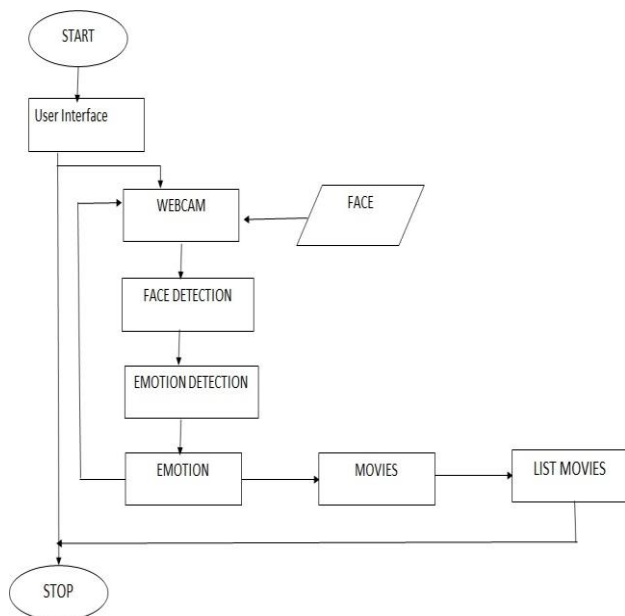 START
User Interface
WEBCAM
FACE
FACE DETECTION
EMOTION DETECTION
EMOTION
MOVIES
LIST MOVIES
STOP